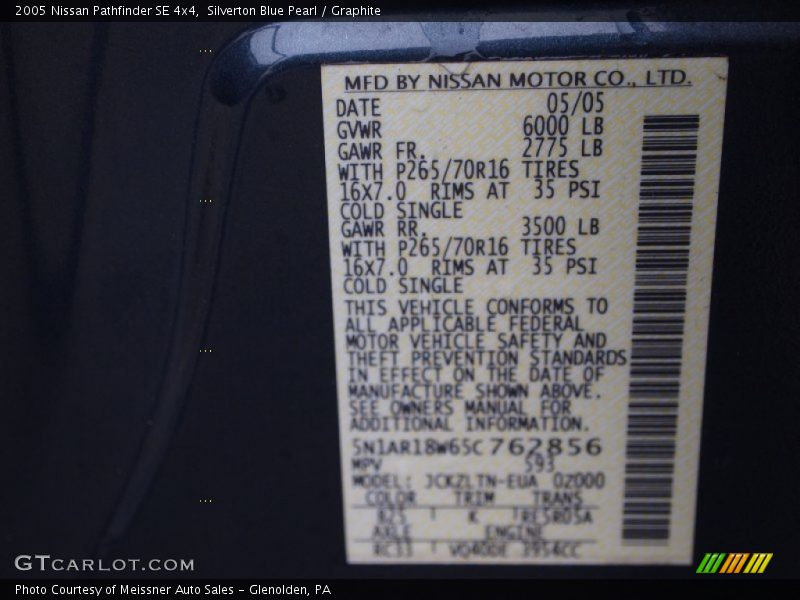 2005 Nissan Pathfinder SE 4x4, Silverton Blue Pearl / Graphite
MFD BY NISSAN MOTOR CO., LTD.
DATE 05/05
GVWR 6000 LB
GAWR FR. 2775 LB
WITH P265/70R16 TIRES
16X7.0 RIMS AT 35 PSI
COLD SINGLE
GAWR RR. 3500 LB
WITH P265/70R16 TIRES
16X7.0 RIMS AT 35 PSI
COLD SINGLE
THIS VEHICLE CONFORMS TO
ALL APPLICABLE FEDERAL
MOTOR VEHICLE SAFETY AND
THEFT PREVENTION STANDARDS
IN EFFECT ON THE DATE OF
MANUFACTURE SHOWN ABOVE.
SEE OWNERS MANUAL FOR
ADDITIONAL INFORMATION.
5N1AR18W65C762856
MPV 593
MODEL: JCKZLTN-EUA 02000
COLOR TRIM TRANS
K RE5R05A
AXLE ENGINE
VQ40DE 3954CC
GTCARLOT.COM
Photo Courtesy of Meissner Auto Sales - Glenolden, PA